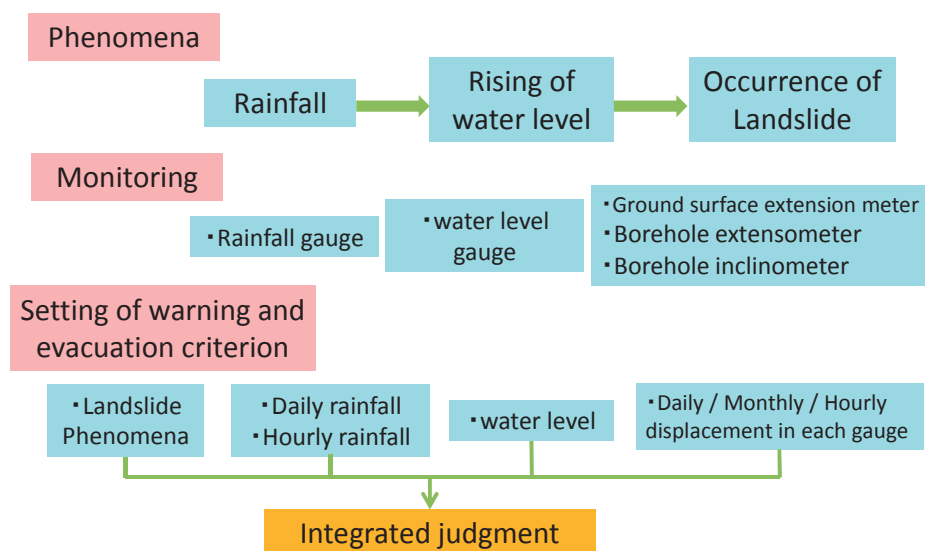 Phenomena
Rainfall
Rising of
water level
Occurrence of
Landslide
Monitoring
・Rainfall gauge
・water level
gauge
・Ground surface extension meter
・Borehole extensometer
・Borehole inclinometer
Setting of warning and
evacuation criterion
・Landslide
Phenomena
・Daily rainfall
・Hourly rainfall
・water level
・Daily / Monthly / Hourly
displacement in each gauge
Integrated judgment